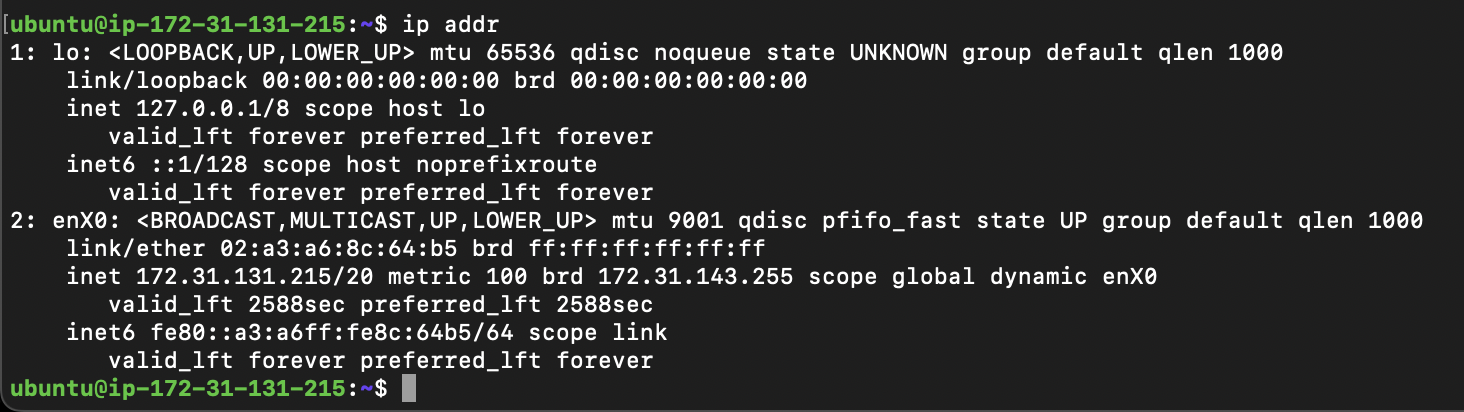 [ubuntu@ip-172-31-131-215:~$ ip addr
1: lo: <LOOPBACK,UP,LOWER_UP> mtu 65536 qdisc noqueue state UNKNOWN group default qlen 1000
    link/loopback 00:00:00:00:00:00 brd 00:00:00:00:00:00
    inet 127.0.0.1/8 scope host lo
       valid_lft forever preferred_lft forever
    inet6 ::1/128 scope host noprefixroute
       valid_lft forever preferred_lft forever
2: enX0: <BROADCAST,MULTICAST,UP,LOWER_UP> mtu 9001 qdisc pfifo_fast state UP group default qlen 1000
    link/ether 02:a3:a6:8c:64:b5 brd ff:ff:ff:ff:ff:ff
    inet 172.31.131.215/20 metric 100 brd 172.31.143.255 scope global dynamic enX0
       valid_lft 2588sec preferred_lft 2588sec
    inet6 fe80::a3:a6ff:fe8c:64b5/64 scope link
       valid_lft forever preferred_lft forever
ubuntu@ip-172-31-131-215:~$